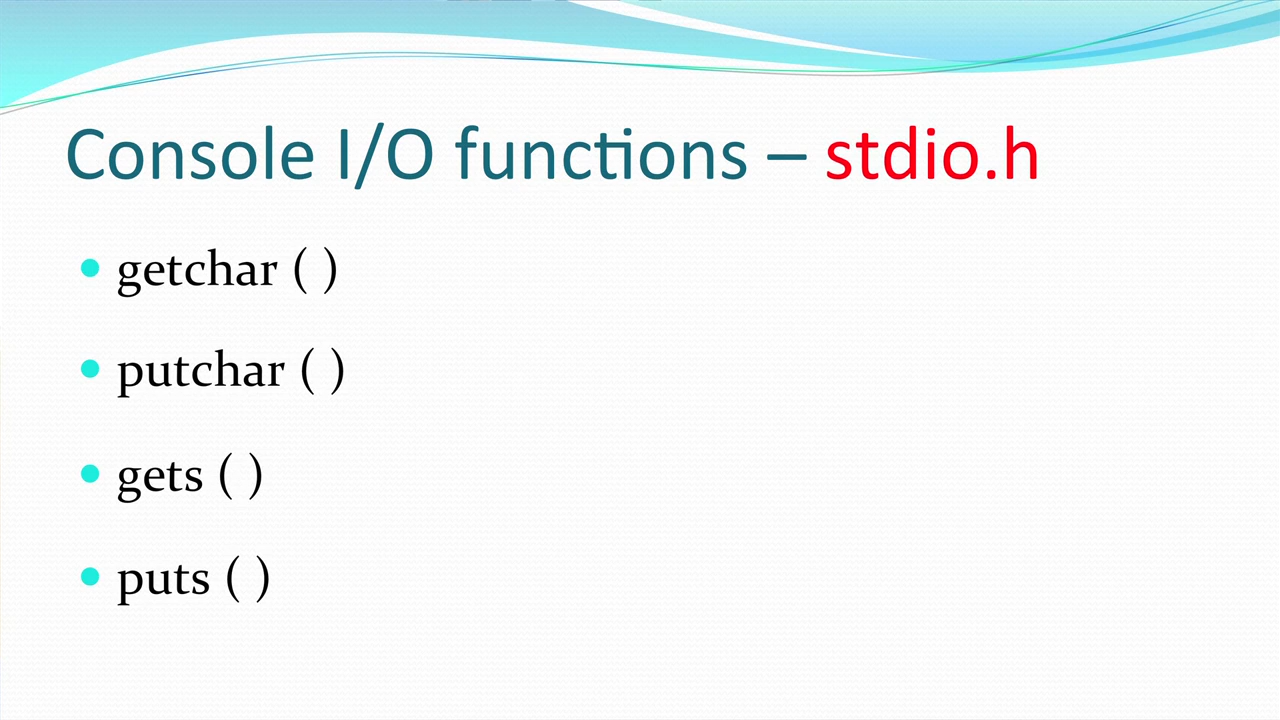 Console I/O functions – stdio.h
• getchar ( )
• putchar ( )
• gets ( )
• puts ( )